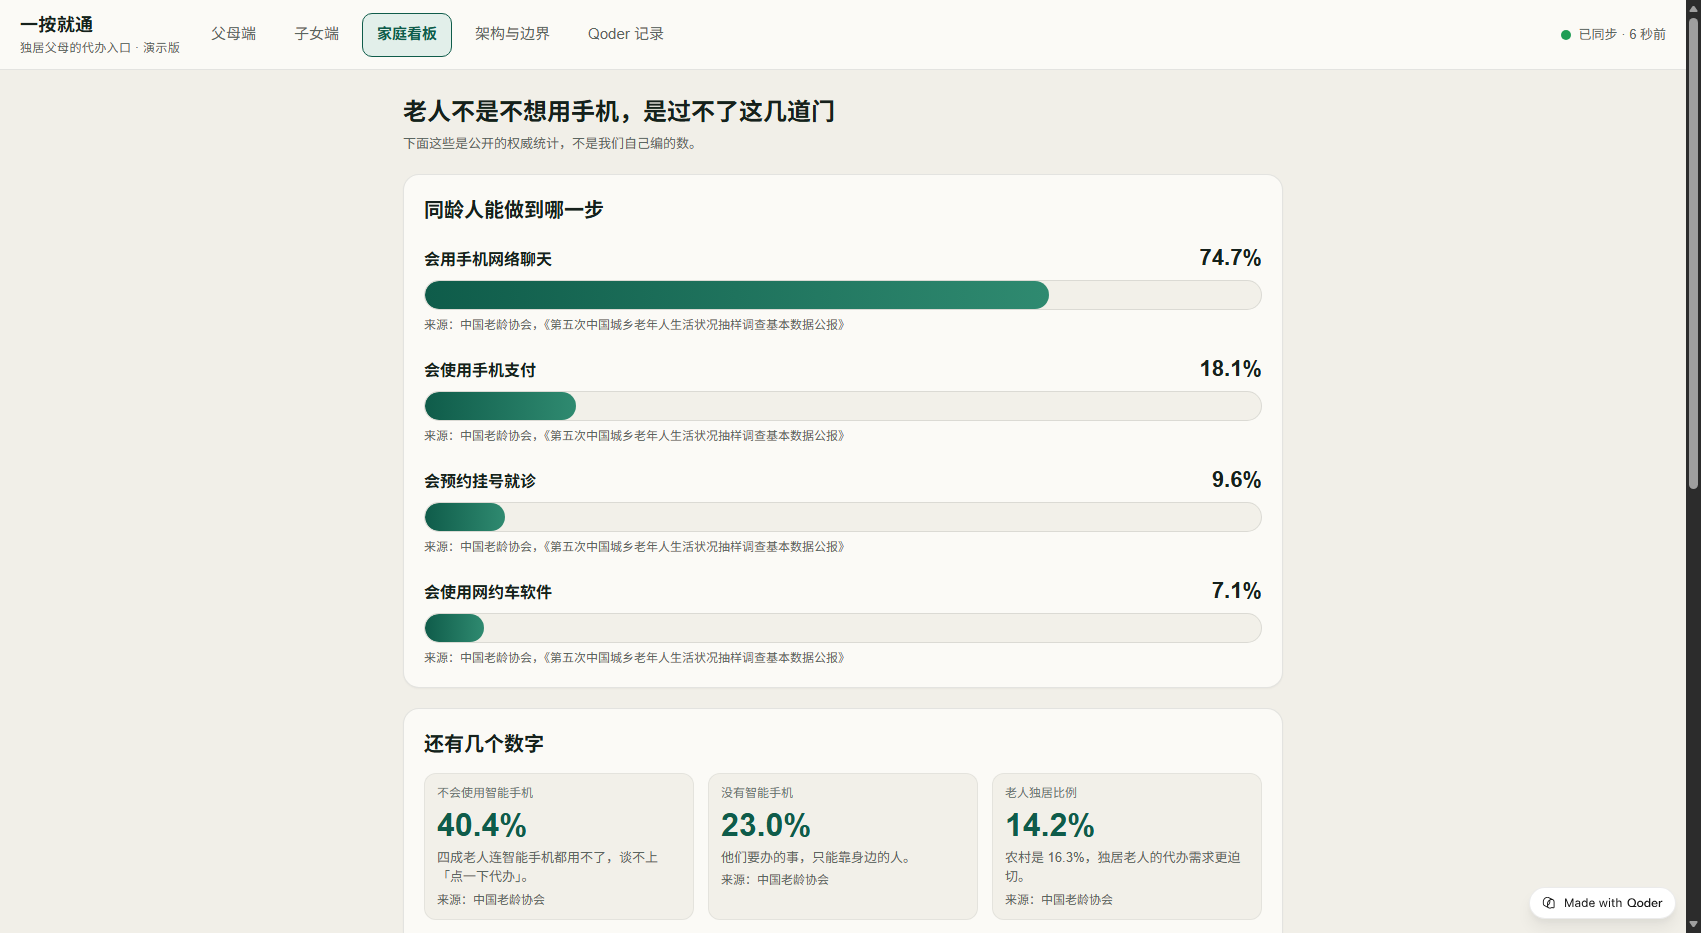 一按就通
独居父母的代办入口 · 演示版
父母端
子女端
家庭看板
架构与边界
Qoder 记录
已同步 · 6 秒前
老人不是不想用手机，是过不了这几道门
下面这些是公开的权威统计，不是我们自己编的数。
同龄人能做到哪一步
会用手机网络聊天
74.7%
来源：中国老龄协会，《第五次中国城乡老年人生活状况抽样调查基本数据公报》
会使用手机支付
18.1%
来源：中国老龄协会，《第五次中国城乡老年人生活状况抽样调查基本数据公报》
会预约挂号就诊
9.6%
来源：中国老龄协会，《第五次中国城乡老年人生活状况抽样调查基本数据公报》
会使用网约车软件
7.1%
来源：中国老龄协会，《第五次中国城乡老年人生活状况抽样调查基本数据公报》
还有几个数字
不会使用智能手机
40.4%
四成老人连智能手机都用不了，谈不上
「点一下代办」。
来源：中国老龄协会
没有智能手机
23.0%
他们要办的事，只能靠身边的人。
来源：中国老龄协会
老人独居比例
14.2%
农村是 16.3%，独居老人的代办需求更迫
切。
来源：中国老龄协会
Made with Qoder